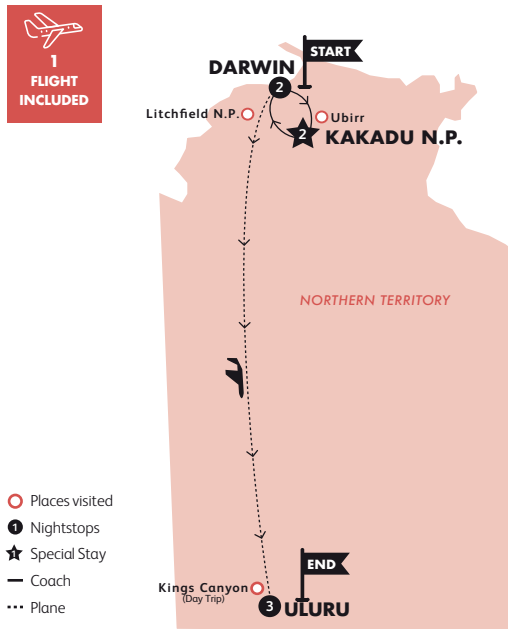 1
FLIGHT
INCLUDED
START
DARWIN
2
Litchfield N.P.
Ubirr
2
KAKADU N.P.
NORTHERN TERRITORY
Places visited
1 Nightstops
1 Special Stay
Coach
Plane
END
Kings Canyon
(Day Trip)
3 ULURU